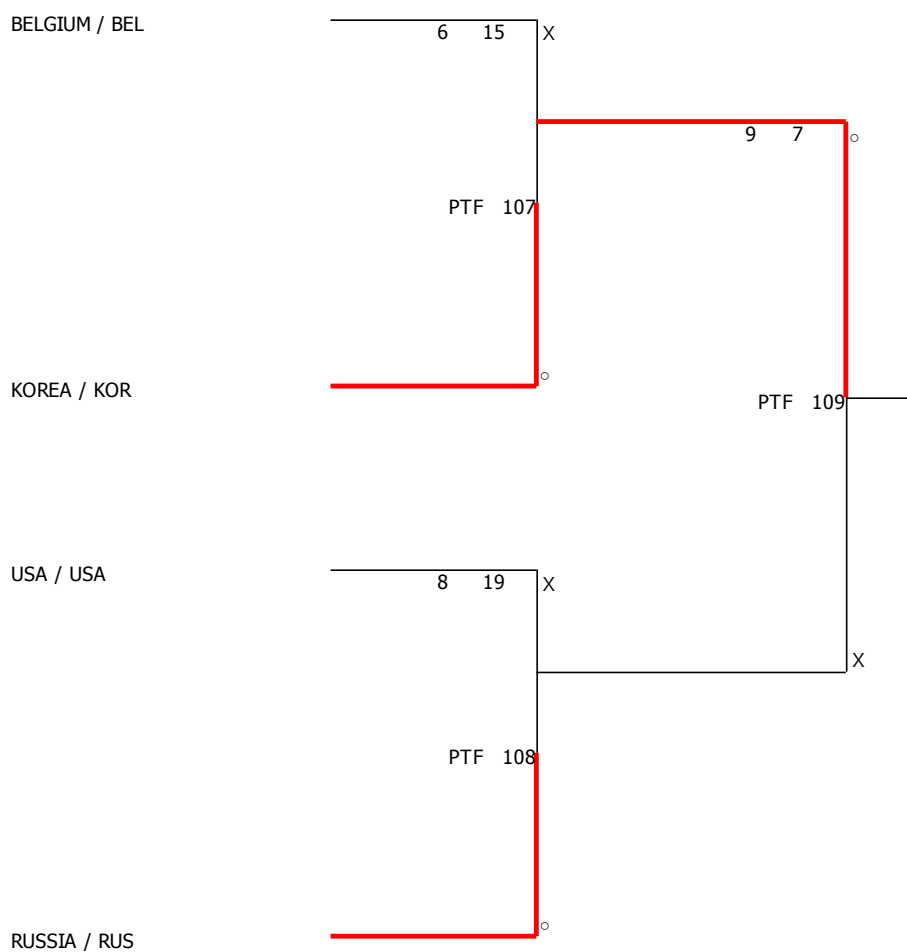 BELGIUM / BEL
6 15 X
9 7 ○
PTF 107
○
KOREA / KOR
PTF 109
USA / USA
8 19 X
X
PTF 108
○
RUSSIA / RUS